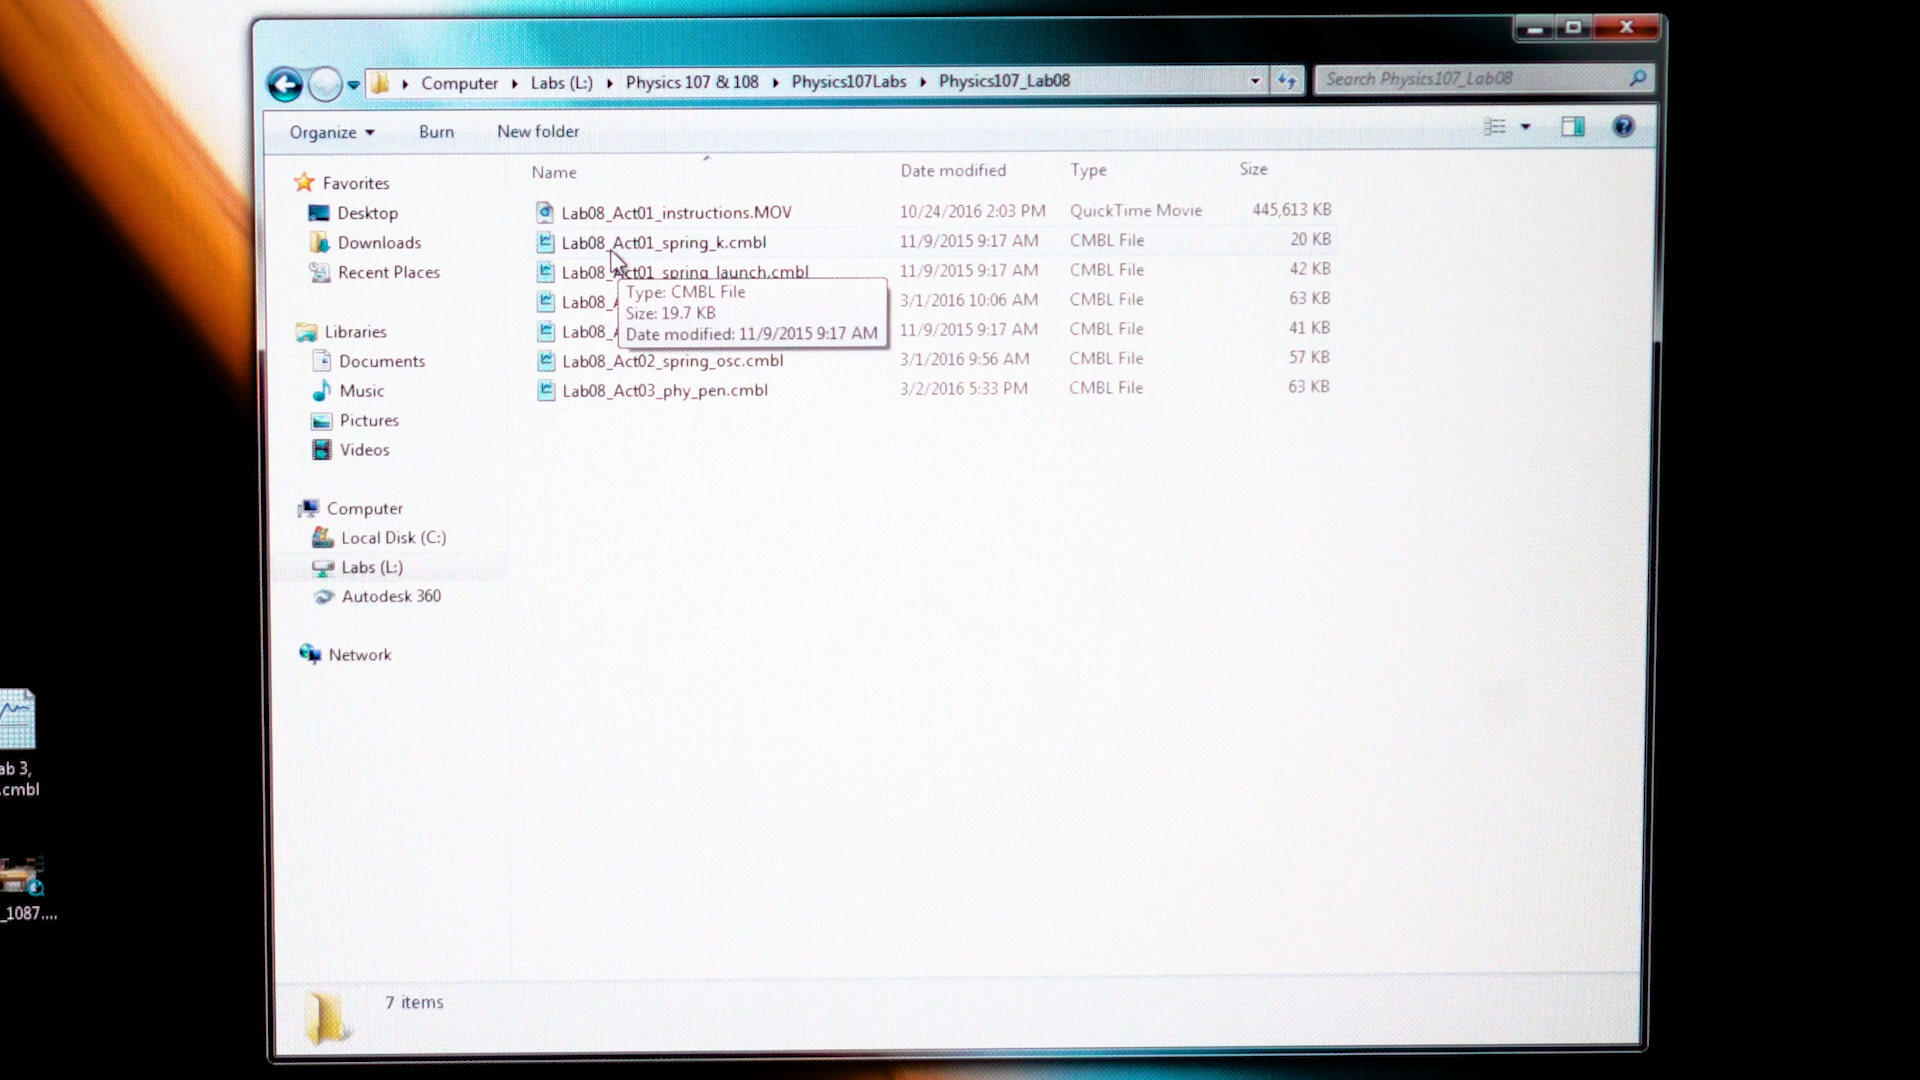 Computer Labs (L:) Physics 107 & 108 Physics107Labs Physics107_Lab08 Search Physics107_Lab08
Organize Burn New folder
Name Date modified Type Size
Favorites
Desktop
Downloads
Recent Places
Libraries
Documents
Music
Pictures
Videos
Computer
Local Disk (C:)
Labs (L:)
Autodesk 360
Network
Lab08_Act01_instructions.MOV 10/24/2016 2:03 PM QuickTime Movie 445,613 KB
Lab08_Act01_spring_k.cmbl 11/9/2015 9:17 AM CMBL File 20 KB
Lab08_Act01_spring_launch.cmbl 11/9/2015 9:17 AM CMBL File 42 KB
Lab08_A 3/1/2016 10:06 AM CMBL File 63 KB
Lab08_A 11/9/2015 9:17 AM CMBL File 41 KB
Lab08_Act02_spring_osc.cmbl 3/1/2016 9:56 AM CMBL File 57 KB
Lab08_Act03_phy_pen.cmbl 3/2/2016 5:33 PM CMBL File 63 KB
Type: CMBL File
Size: 19.7 KB
Date modified: 11/9/2015 9:17 AM
ab 3,
.cmbl
_1087....
7 items